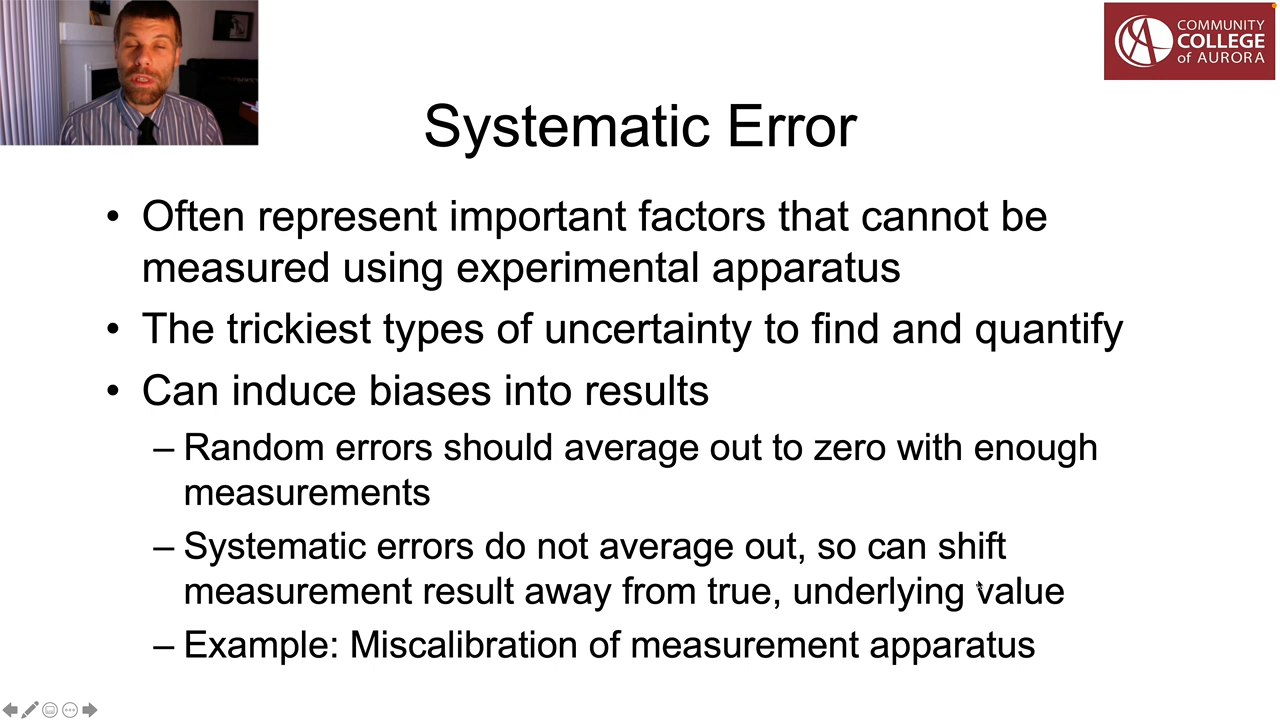 COMMUNITY
COLLEGE
of AURORA
Systematic Error
• Often represent important factors that cannot be
measured using experimental apparatus
• The trickiest types of uncertainty to find and quantify
• Can induce biases into results
– Random errors should average out to zero with enough
measurements
– Systematic errors do not average out, so can shift
measurement result away from true, underlying value
– Example: Miscalibration of measurement apparatus